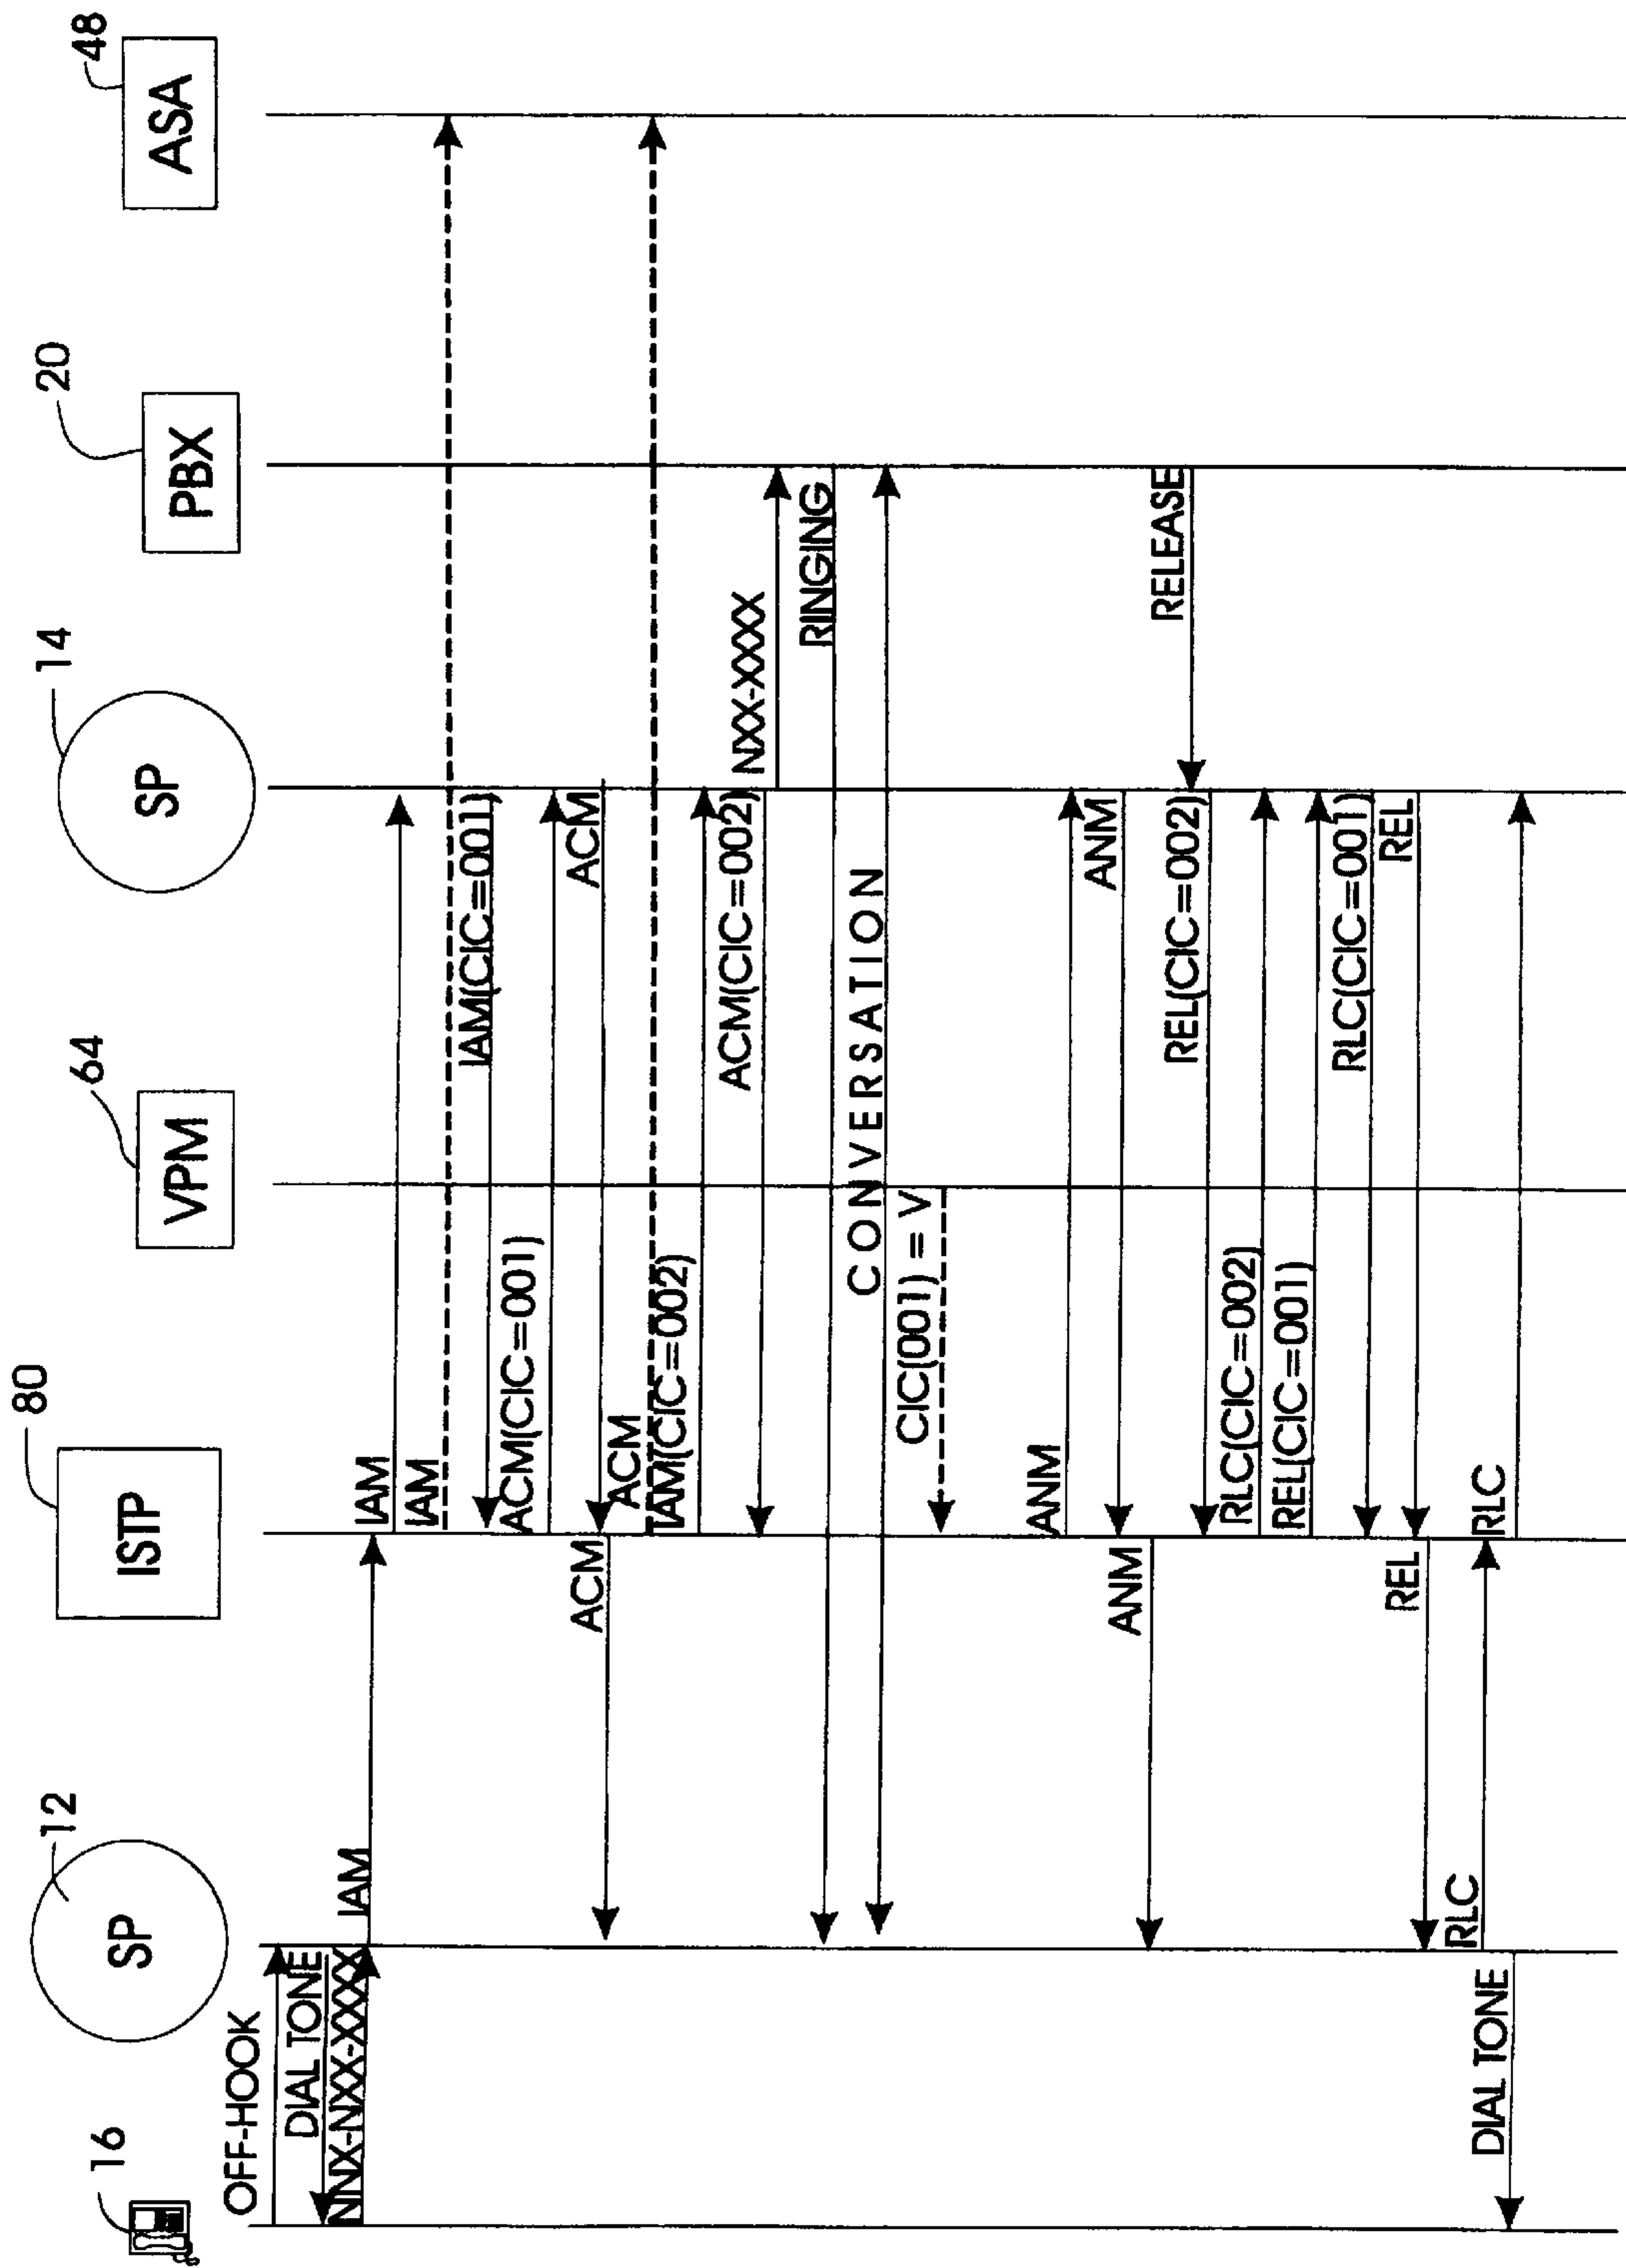 16
12
80
64
14
20
48
SP
ISTP
VPM
SP
PBX
ASA
OFF-HOOK
DIAL TONE
NNX-NXX-XXXX
IAM
IAM
IAM
IAM(CIC=001)
ACM(CIC=001)
ACM
ACM
ACM
IAM(CIC=002)
ACM(CIC=002)
NXX-XXXX
RINGING
CONVERSATION
CIC(001) = V
ANM
ANM
ANM
RELEASE
REL(CIC=002)
RLC(CIC=002)
REL(CIC=001)
RLC(CIC=001)
REL
REL
RLC
RLC
DIAL TONE